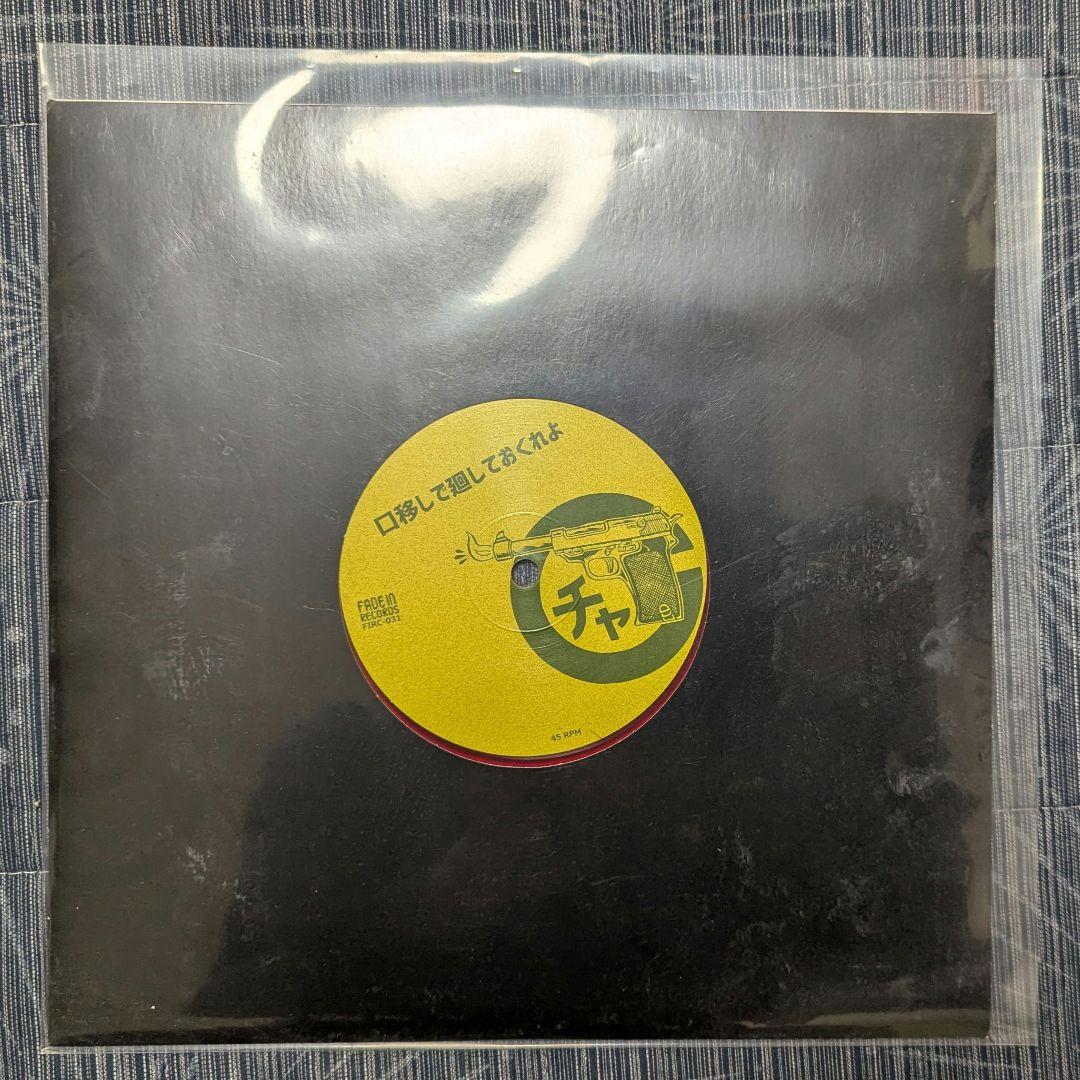 口移しで廻しておくれよ
チャ
FADE IN
RECORDS
FIRC-031
45 RPM